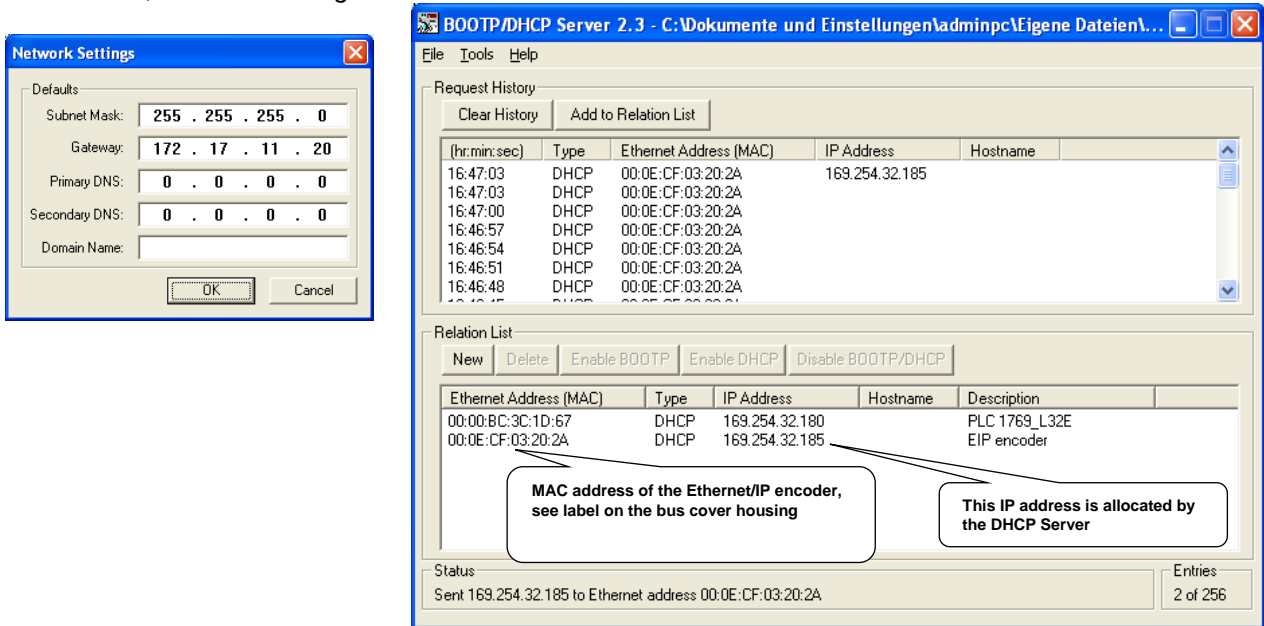 Network Settings
Defaults
Subnet Mask: 255 . 255 . 255 . 0
Gateway: 172 . 17 . 11 . 20
Primary DNS: 0 . 0 . 0 . 0
Secondary DNS: 0 . 0 . 0 . 0
Domain Name:
OK Cancel
BOOTP/DHCP Server 2.3 - C:\Dokumente und Einstellungen\adminpc\Eigene Dateien\...
File Tools Help
Request History
Clear History Add to Relation List
(hr:min:sec) Type Ethernet Address (MAC) IP Address Hostname
16:47:03 DHCP 00:0E:CF:03:20:2A 169.254.32.185
16:47:03 DHCP 00:0E:CF:03:20:2A
16:47:00 DHCP 00:0E:CF:03:20:2A
16:46:57 DHCP 00:0E:CF:03:20:2A
16:46:54 DHCP 00:0E:CF:03:20:2A
16:46:51 DHCP 00:0E:CF:03:20:2A
16:46:48 DHCP 00:0E:CF:03:20:2A
Relation List
New Delete Enable BOOTP Enable DHCP Disable BOOTP/DHCP
Ethernet Address (MAC) Type IP Address Hostname Description
00:00:BC:3C:1D:67 DHCP 169.254.32.180 PLC 1769_L32E
00:0E:CF:03:20:2A DHCP 169.254.32.185 EIP encoder
MAC address of the Ethernet/IP encoder,
see label on the bus cover housing
This IP address is allocated by
the DHCP Server
Status
Sent 169.254.32.185 to Ethernet address 00:0E:CF:03:20:2A
Entries
2 of 256